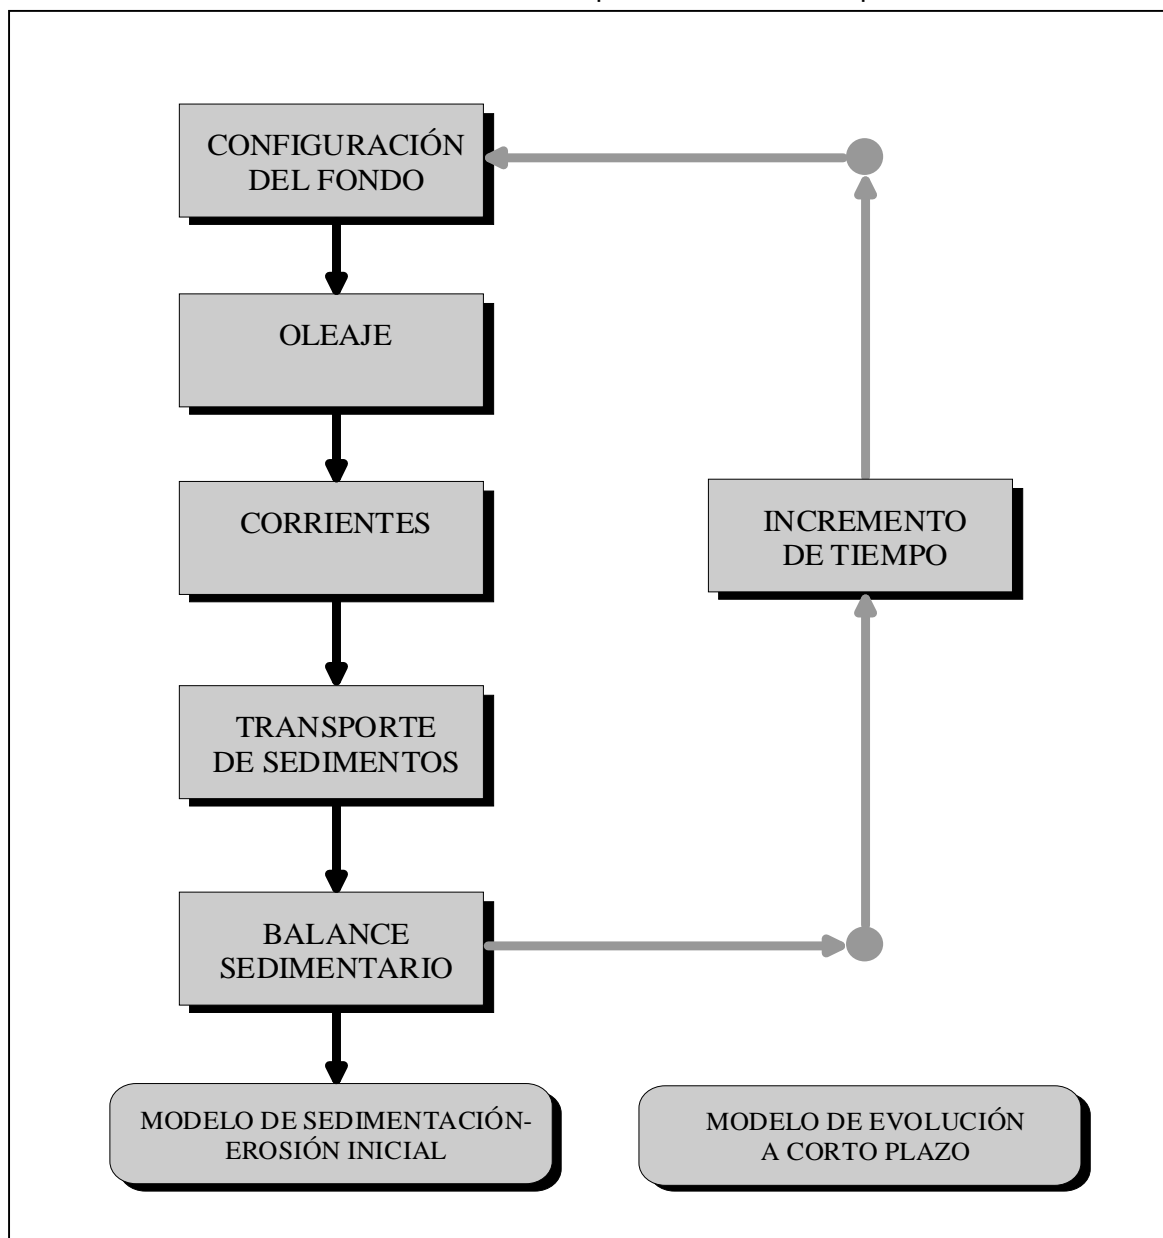 CONFIGURACIÓN
DEL FONDO
OLEAJE
CORRIENTES
INCREMENTO
DE TIEMPO
TRANSPORTE
DE SEDIMENTOS
BALANCE
SEDIMENTARIO
MODELO DE SEDIMENTACIÓN-
EROSIÓN INICIAL
MODELO DE EVOLUCIÓN
A CORTO PLAZO